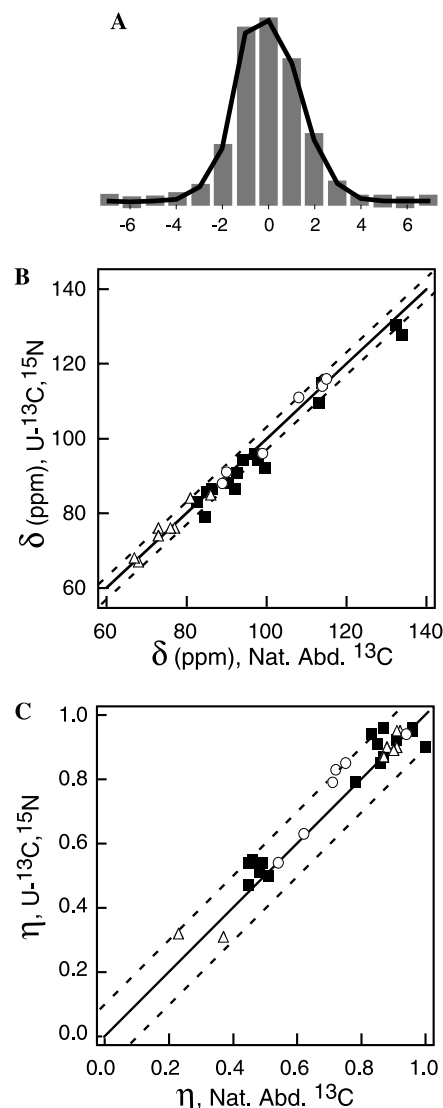 A
-6 -4 -2 0 2 4 6
B
140
120
100
80
60
δ (ppm), U-¹³C,¹⁵N
60 80 100 120 140
δ (ppm), Nat. Abd. ¹³C
C
1.0
0.8
0.6
0.4
0.2
0.0
η, U-¹³C,¹⁵N
0.0 0.2 0.4 0.6 0.8 1.0
η, Nat. Abd. ¹³C